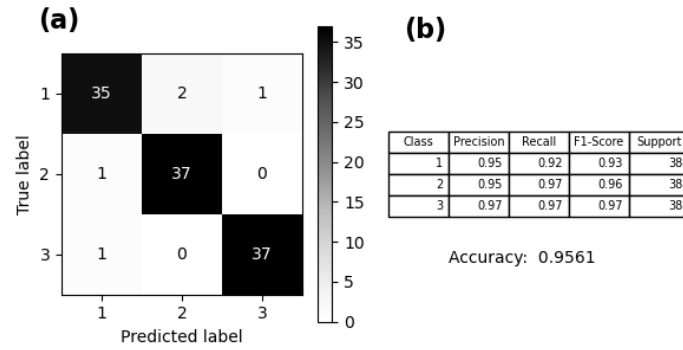 (a)
1 35 2 1
2 1 37 0
3 1 0 37
1 2 3
True label
Predicted label
35
30
25
20
15
10
5
0
(b)
Class Precision Recall F1-Score Support
1 0.95 0.92 0.93 38
2 0.95 0.97 0.96 38
3 0.97 0.97 0.97 38
Accuracy: 0.9561